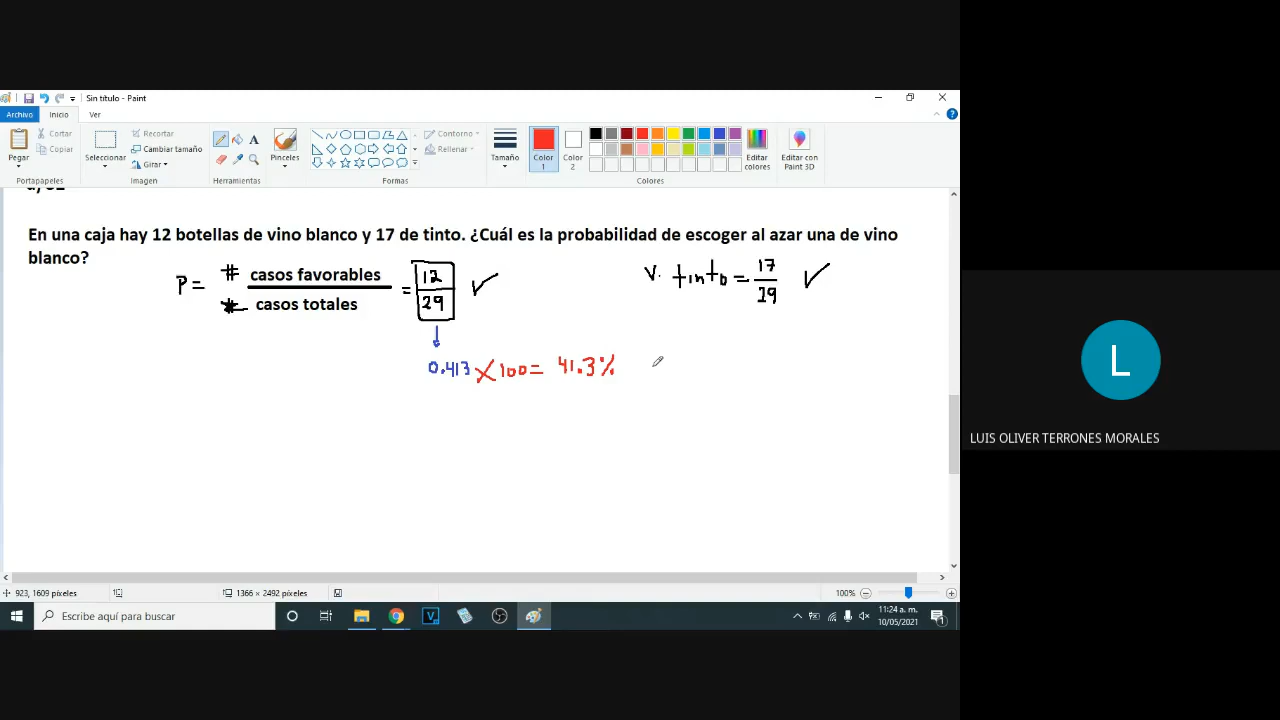 Sin título - Paint
Archivo Inicio Ver
Pegar
Cortar
Copiar
Portapapeles
Seleccionar
Recortar
Cambiar tamaño
Girar
Imagen
Herramientas
Pinceles
Contorno
Rellenar
Formas
Tamaño
Color 1
Color 2
Editar colores
Editar con Paint 3D
Colores
En una caja hay 12 botellas de vino blanco y 17 de tinto. ¿Cuál es la probabilidad de escoger al azar una de vino
blanco?
P = # casos favorables / # casos totales = 12/29 ✓
V. tinto = 17/29 ✓
0.413 X 100 = 41.3%
L
LUIS OLIVER TERRONES MORALES
923, 1609 píxeles
1366 × 2492 píxeles
100%
Escribe aquí para buscar
V
11:24 a. m.
10/05/2021
1